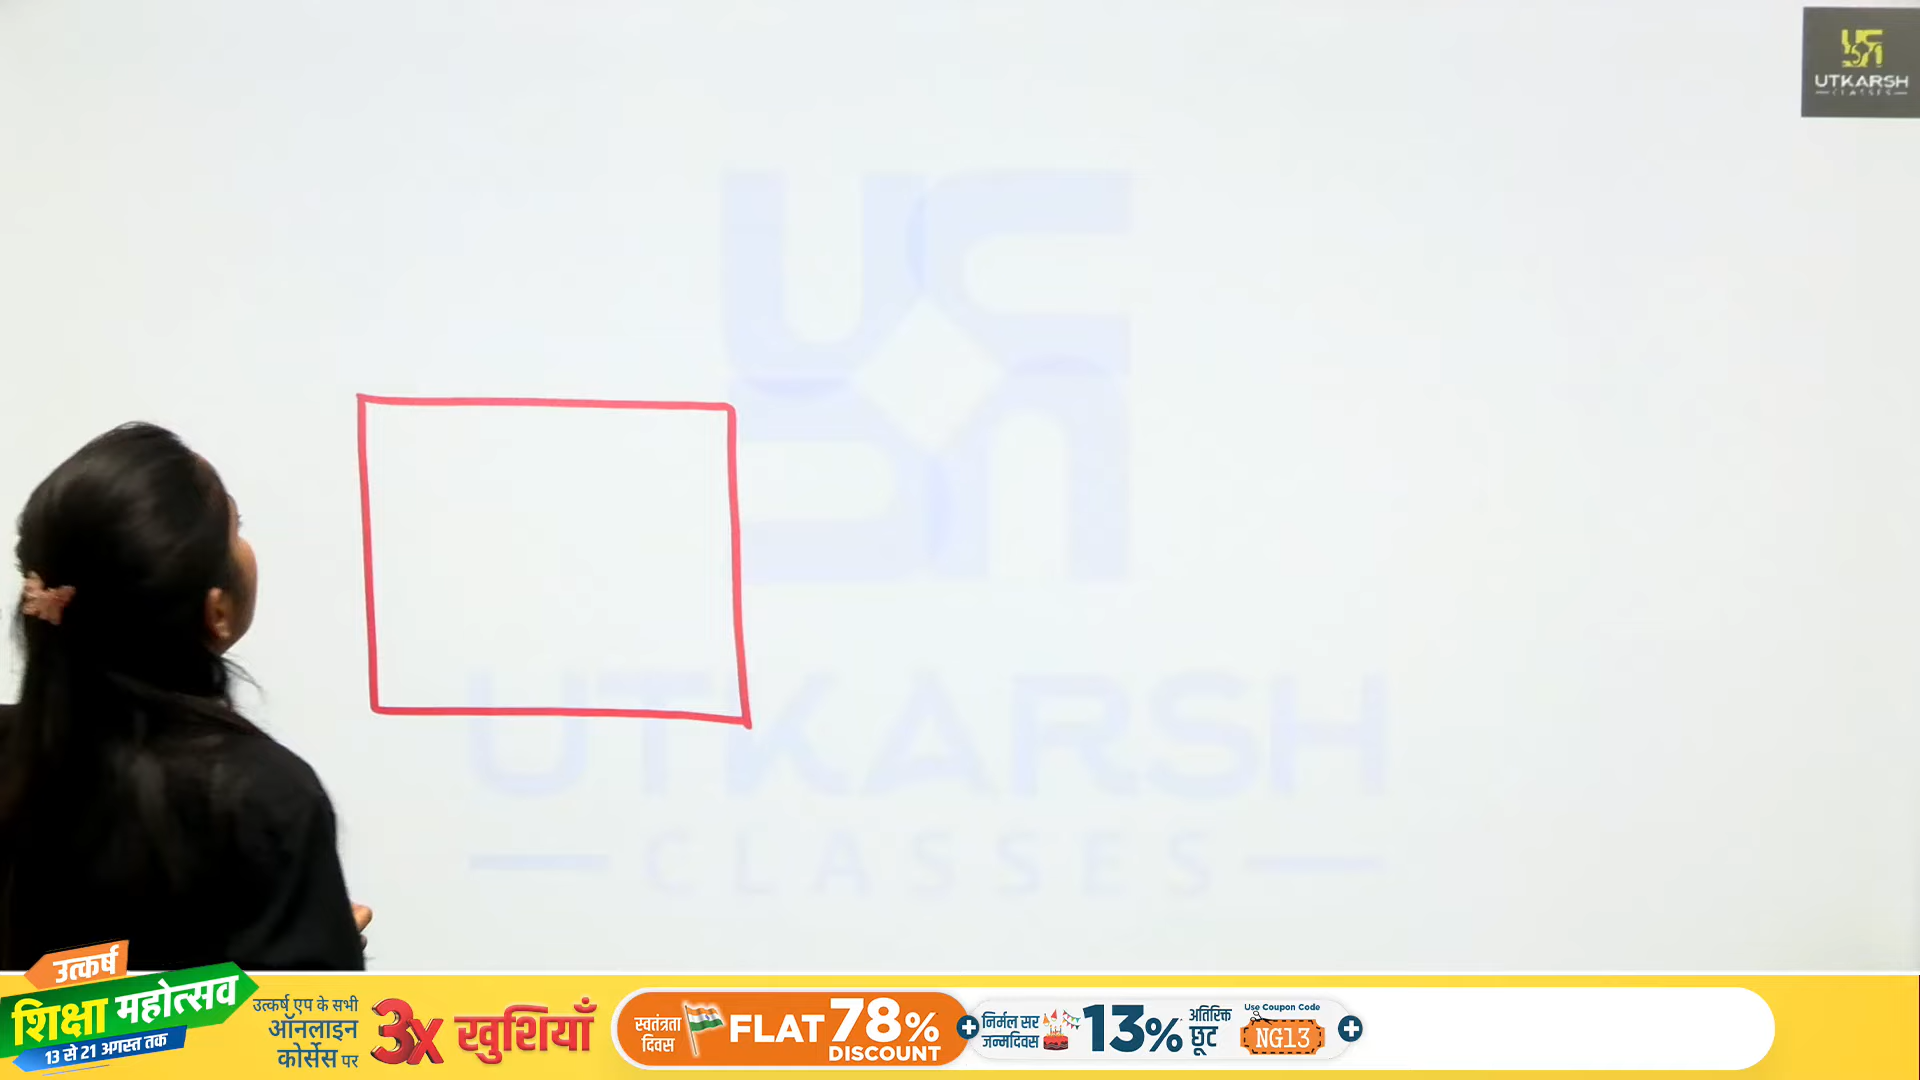 UTKARSH
CLASSES
UTKARSH
CLASSES
उत्कर्ष
शिक्षा महोत्सव
13 से 21 अगस्त तक
उत्कर्ष एप के सभी
ऑनलाइन
कोर्सेस पर
3x खुशियाँ
स्वतंत्रता
दिवस
FLAT 78%
DISCOUNT
+
निर्मल सर
जन्मदिवस
13%
अतिरिक्त
छूट
Use Coupon Code
NG13
+